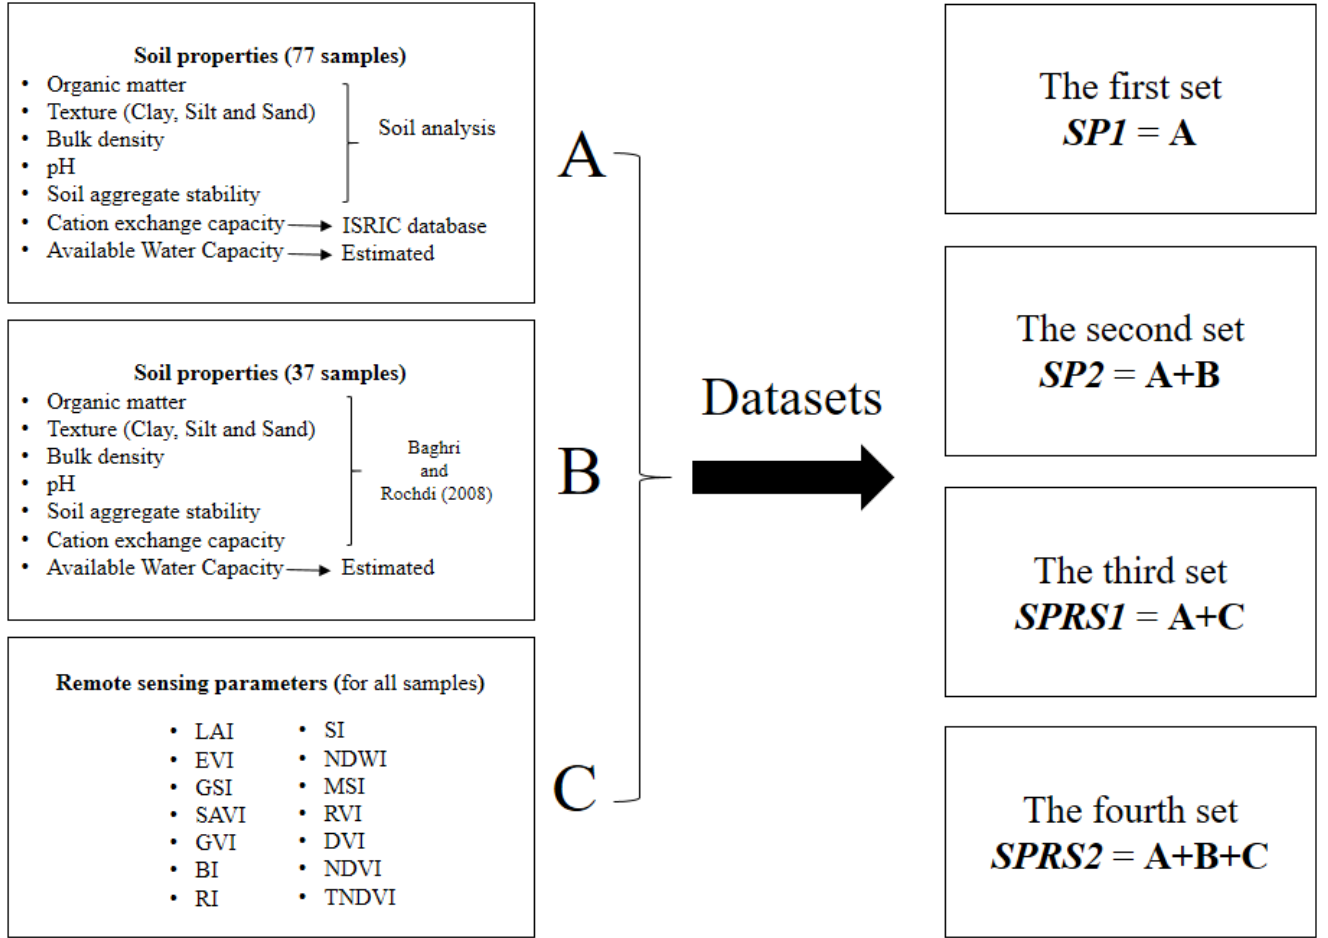 Soil properties (77 samples)
• Organic matter
• Texture (Clay, Silt and Sand)
• Bulk density
• pH
• Soil aggregate stability
Soil analysis
• Cation exchange capacity
ISRIC database
• Available Water Capacity
Estimated
A
Soil properties (37 samples)
• Organic matter
• Texture (Clay, Silt and Sand)
• Bulk density
• pH
• Soil aggregate stability
• Cation exchange capacity
Baghri
and
Rochdi (2008)
• Available Water Capacity
Estimated
B
Remote sensing parameters (for all samples)
• LAI
• EVI
• GSI
• SAVI
• GVI
• BI
• RI
• SI
• NDWI
• MSI
• RVI
• DVI
• NDVI
• TNDVI
C
Datasets
The first set
SP1 = A
The second set
SP2 = A+B
The third set
SPRS1 = A+C
The fourth set
SPRS2 = A+B+C